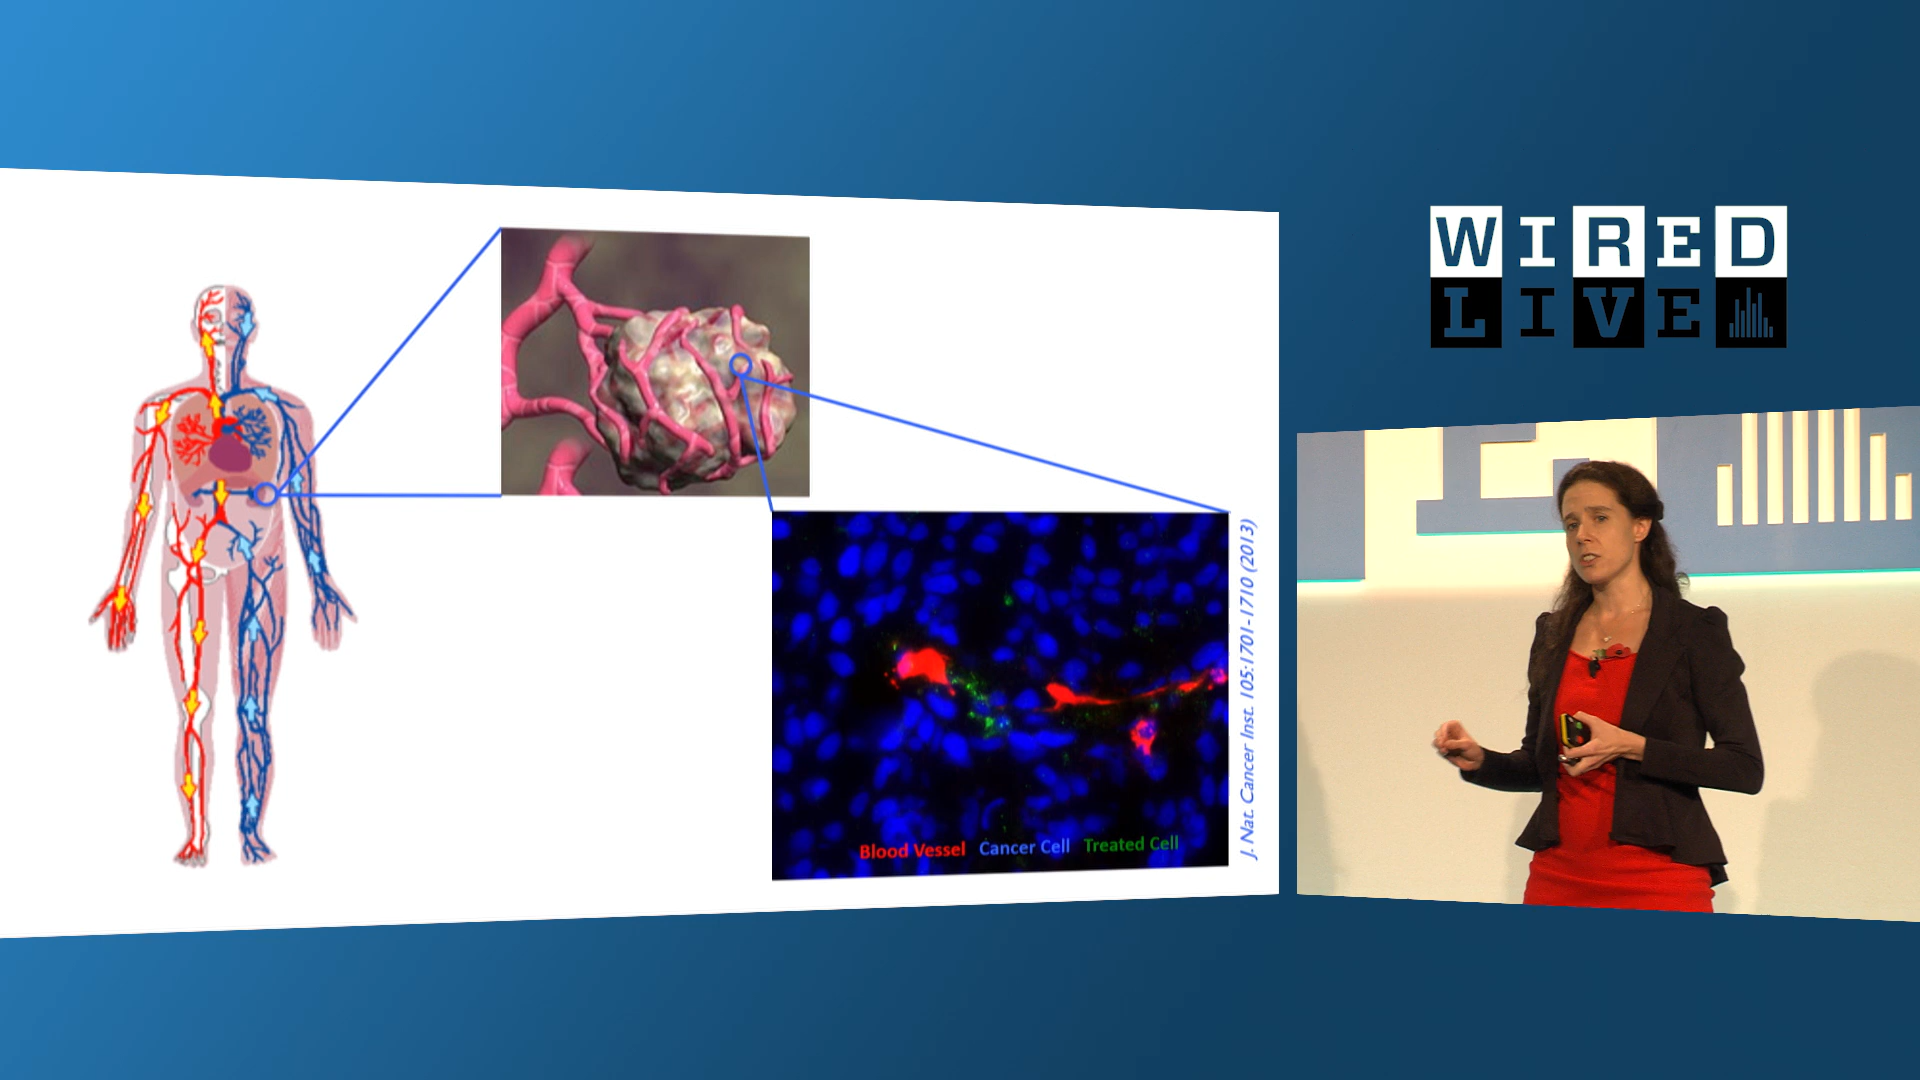 WIRED
LIVE
J. Nat. Cancer Inst. 105:1701-1710 (2013)
Blood Vessel Cancer Cell Treated Cell